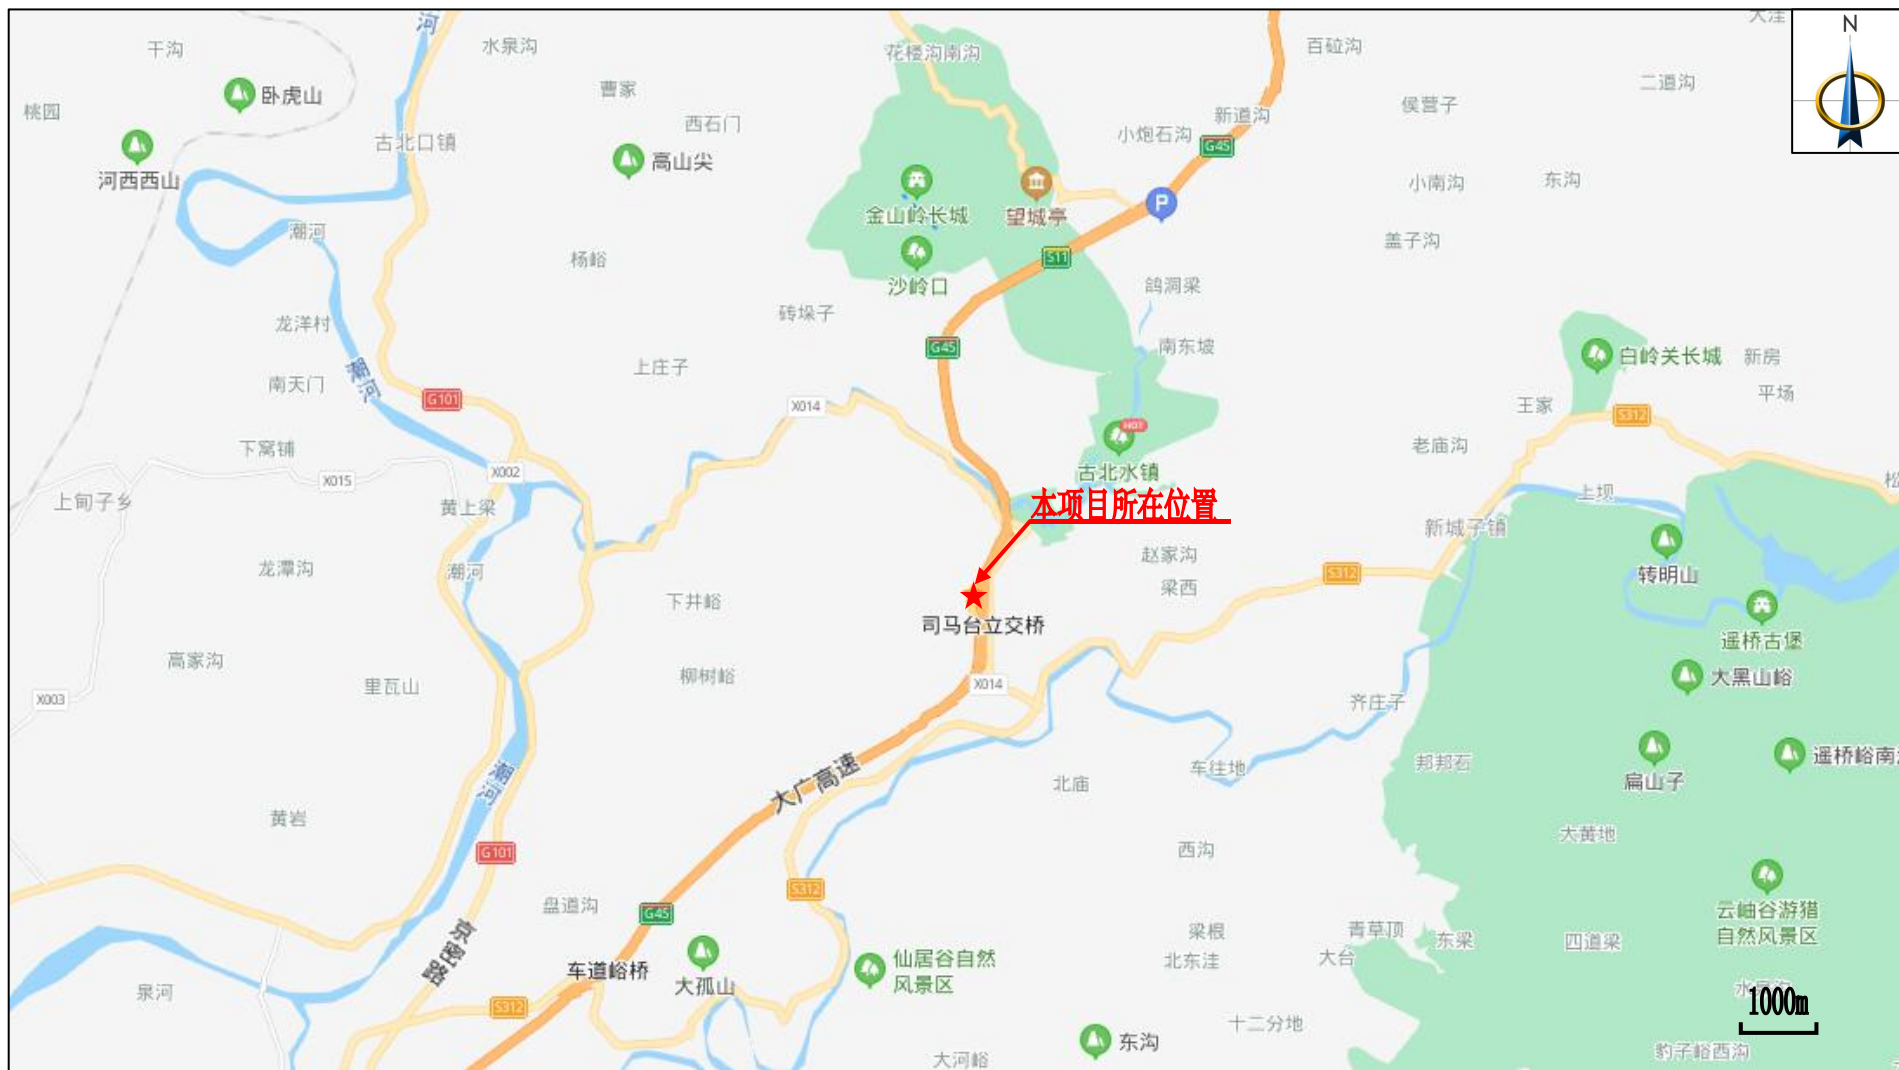 河
大洼
N
干沟
水泉沟
花楼沟南沟
百砬沟
二道沟
桃园
卧虎山
曹家
侯营子
西石门
小炮石沟
新道沟
G45
古北口镇
高山尖
河西西山
小南沟
东沟
金山岭长城
望城亭
P
潮河
盖子沟
杨峪
S11
沙岭口
鸽洞梁
龙洋村
砖垛子
G45
南东坡
白岭关长城
新房
潮河
南天门
上庄子
平场
G101
X014
王家
S312
HOT
下窝铺
老庙沟
X002
古北水镇
X015
上甸子乡
黄上梁
本项目所在位置
上坝
松
新城子镇
赵家沟
龙潭沟
潮河
S312
转明山
梁西
下井峪
司马台立交桥
遥桥古堡
高家沟
柳树峪
X014
大黑山峪
里瓦山
X003
齐庄子
大广高速
潮河
北庙
车往地
邦邦石
遥桥峪南
扁山子
黄岩
大黄地
西沟
G101
S312
盘道沟
G45
云岫谷游猎
自然风景区
梁根
青草顶
东梁
四道梁
京密路
仙居谷自然
风景区
北东洼
大台
车道峪桥
大孤山
泉河
S312
1000m
十二分地
东沟
大河峪
豹子峪西沟